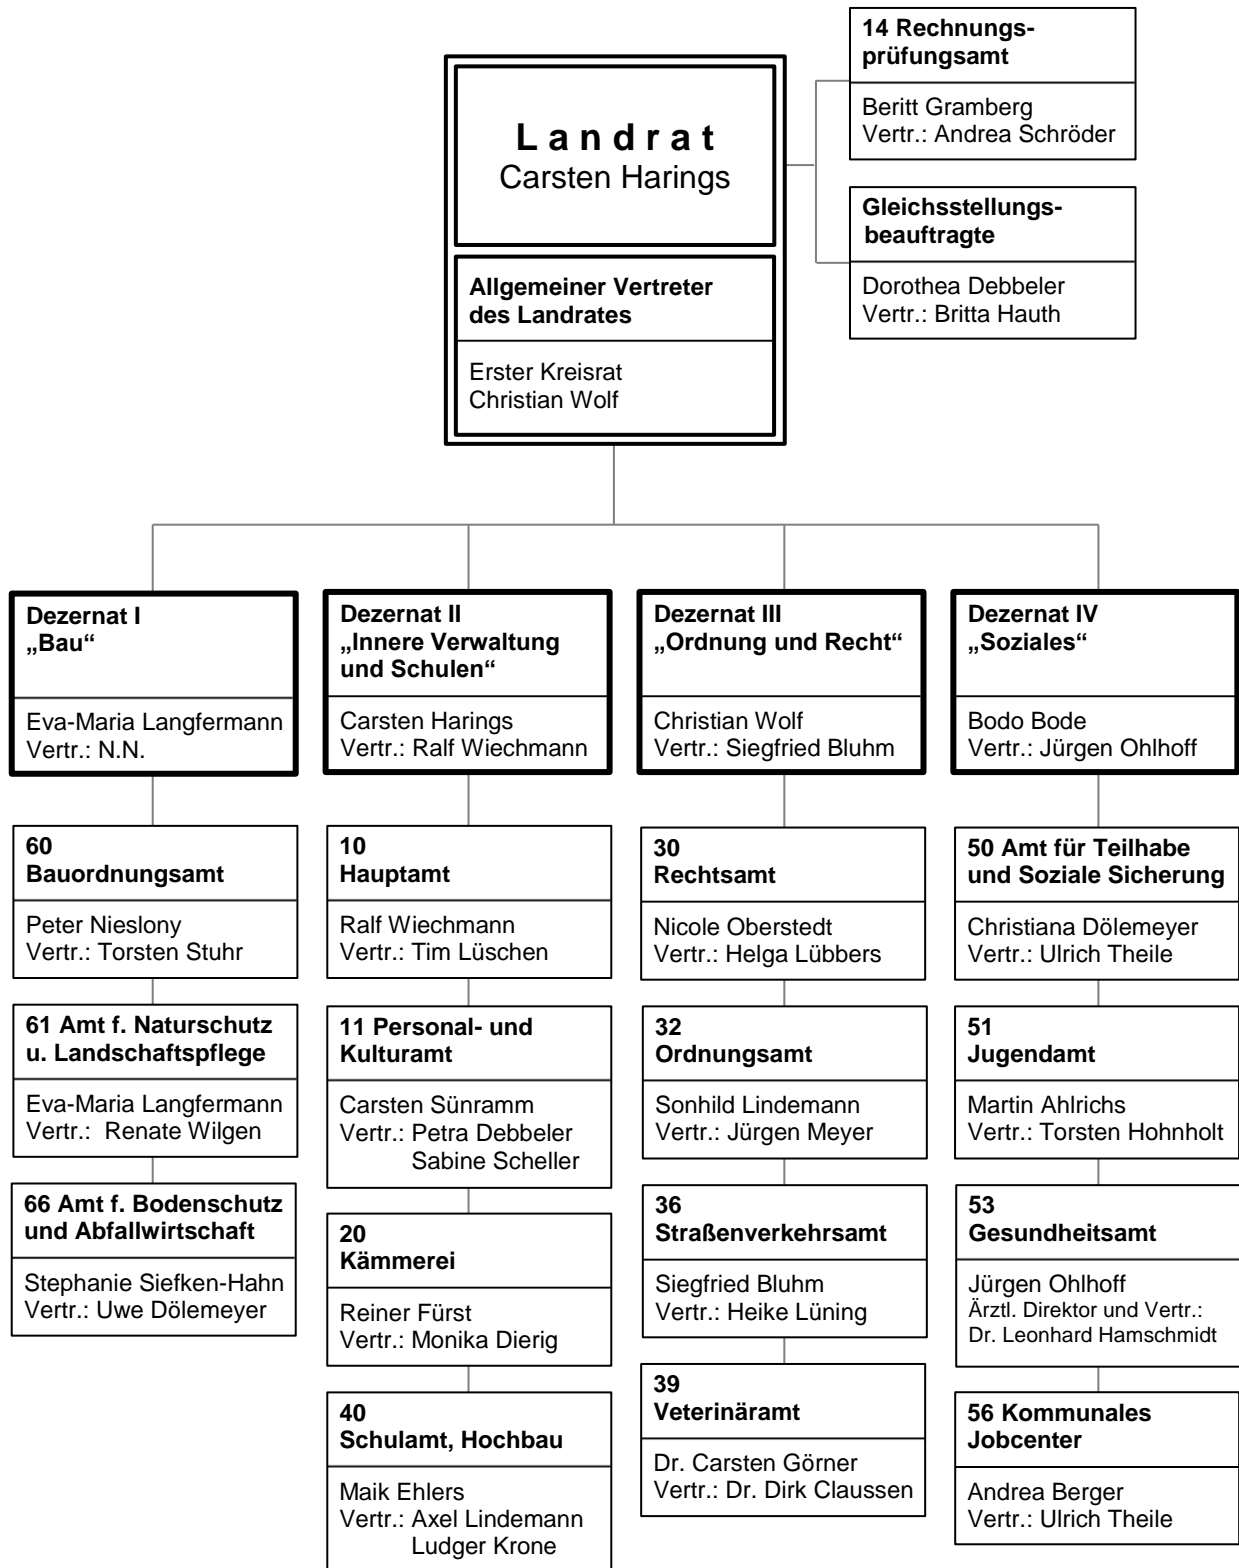 L a n d r a t
Carsten Harings
Allgemeiner Vertreter
des Landrates
Erster Kreisrat
Christian Wolf
14 Rechnungs-
prüfungsamt
Beritt Gramberg
Vertr.: Andrea Schröder
Gleichsstellungs-
beauftragte
Dorothea Debbeler
Vertr.: Britta Hauth
Dezernat I
„Bau“
Eva-Maria Langfermann
Vertr.: N.N.
60
Bauordnungsamt
Peter Nieslony
Vertr.: Torsten Stuhr
61 Amt f. Naturschutz
u. Landschaftspflege
Eva-Maria Langfermann
Vertr.: Renate Wilgen
66 Amt f. Bodenschutz
und Abfallwirtschaft
Stephanie Siefken-Hahn
Vertr.: Uwe Dölemeyer
Dezernat II
„Innere Verwaltung
und Schulen“
Carsten Harings
Vertr.: Ralf Wiechmann
10
Hauptamt
Ralf Wiechmann
Vertr.: Tim Lüschen
11 Personal- und
Kulturamt
Carsten Sünramm
Vertr.: Petra Debbeler
Sabine Scheller
20
Kämmerei
Reiner Fürst
Vertr.: Monika Dierig
40
Schulamt, Hochbau
Maik Ehlers
Vertr.: Axel Lindemann
Ludger Krone
Dezernat III
„Ordnung und Recht“
Christian Wolf
Vertr.: Siegfried Bluhm
30
Rechtsamt
Nicole Oberstedt
Vertr.: Helga Lübbers
32
Ordnungsamt
Sonhild Lindemann
Vertr.: Jürgen Meyer
36
Straßenverkehrsamt
Siegfried Bluhm
Vertr.: Heike Lüning
39
Veterinäramt
Dr. Carsten Görner
Vertr.: Dr. Dirk Claussen
Dezernat IV
„Soziales“
Bodo Bode
Vertr.: Jürgen Ohlhoff
50 Amt für Teilhabe
und Soziale Sicherung
Christiana Dölemeyer
Vertr.: Ulrich Theile
51
Jugendamt
Martin Ahlrichs
Vertr.: Torsten Hohnholt
53
Gesundheitsamt
Jürgen Ohlhoff
Ärztl. Direktor und Vertr.:
Dr. Leonhard Hamschmidt
56 Kommunales
Jobcenter
Andrea Berger
Vertr.: Ulrich Theile